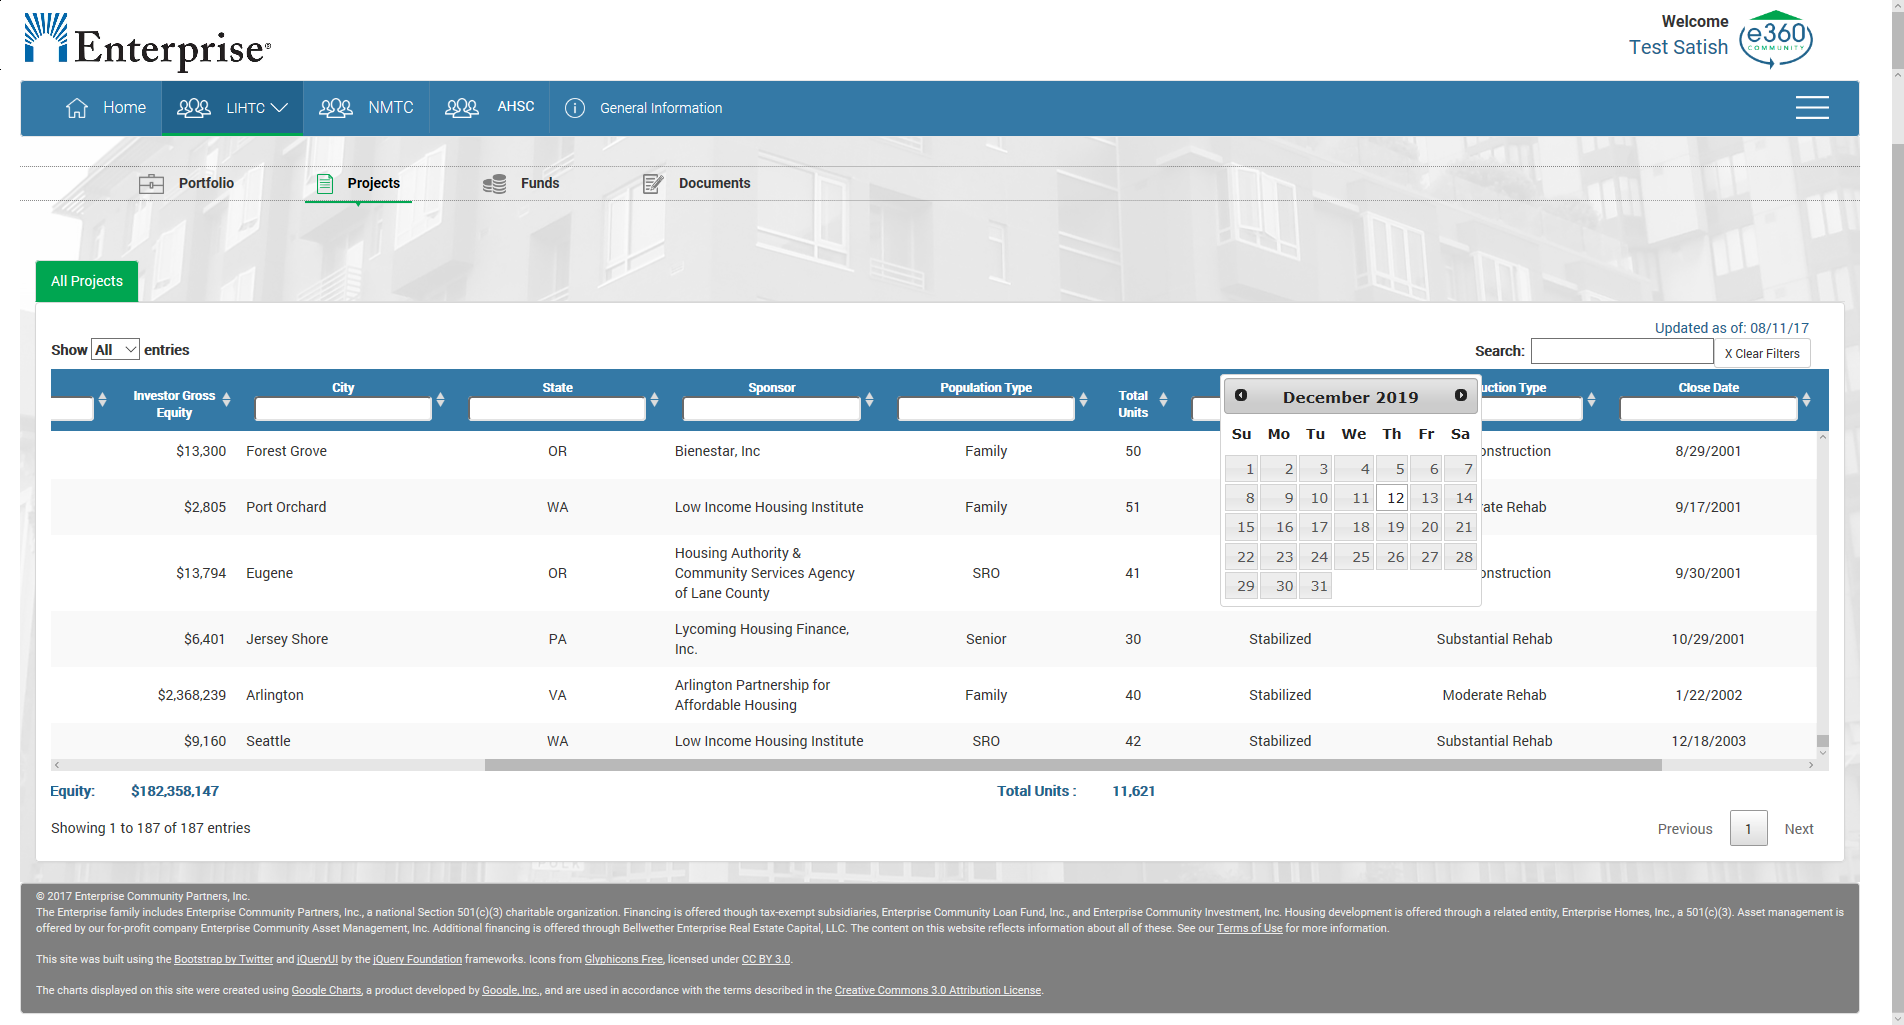 Enterprise®
Welcome
Test Satish
e360
COMMUNITY
Home
LIHTC
NMTC
AHSC
General Information
Portfolio
Projects
Funds
Documents
All Projects
Updated as of: 08/11/17
Show All entries
Search:
X Clear Filters
Investor Gross Equity
City
State
Sponsor
Population Type
Total Units
uction Type
Close Date
December 2019
Su Mo Tu We Th Fr Sa
1 2 3 4 5 6 7
8 9 10 11 12 13 14
15 16 17 18 19 20 21
22 23 24 25 26 27 28
29 30 31
$13,300 Forest Grove OR Bienestar, Inc Family 50 onstruction 8/29/2001
$2,805 Port Orchard WA Low Income Housing Institute Family 51 rate Rehab 9/17/2001
$13,794 Eugene OR Housing Authority & Community Services Agency of Lane County SRO 41 onstruction 9/30/2001
$6,401 Jersey Shore PA Lycoming Housing Finance, Inc. Senior 30 Stabilized Substantial Rehab 10/29/2001
$2,368,239 Arlington VA Arlington Partnership for Affordable Housing Family 40 Stabilized Moderate Rehab 1/22/2002
$9,160 Seattle WA Low Income Housing Institute SRO 42 Stabilized Substantial Rehab 12/18/2003
Equity: $182,358,147 Total Units : 11,621
Showing 1 to 187 of 187 entries
Previous 1 Next
© 2017 Enterprise Community Partners, Inc.
The Enterprise family includes Enterprise Community Partners, Inc., a national Section 501(c)(3) charitable organization. Financing is offered though tax-exempt subsidiaries, Enterprise Community Loan Fund, Inc., and Enterprise Community Investment, Inc. Housing development is offered through a related entity, Enterprise Homes, Inc., a 501(c)(3). Asset management is
offered by our for-profit company Enterprise Community Asset Management, Inc. Additional financing is offered through Bellwether Enterprise Real Estate Capital, LLC. The content on this website reflects information about all of these. See our Terms of Use for more information.
This site was built using the Bootstrap by Twitter and jQueryUI by the jQuery Foundation frameworks. Icons from Glyphicons Free, licensed under CC BY 3.0.
The charts displayed on this site were created using Google Charts, a product developed by Google, Inc., and are used in accordance with the terms described in the Creative Commons 3.0 Attribution License.